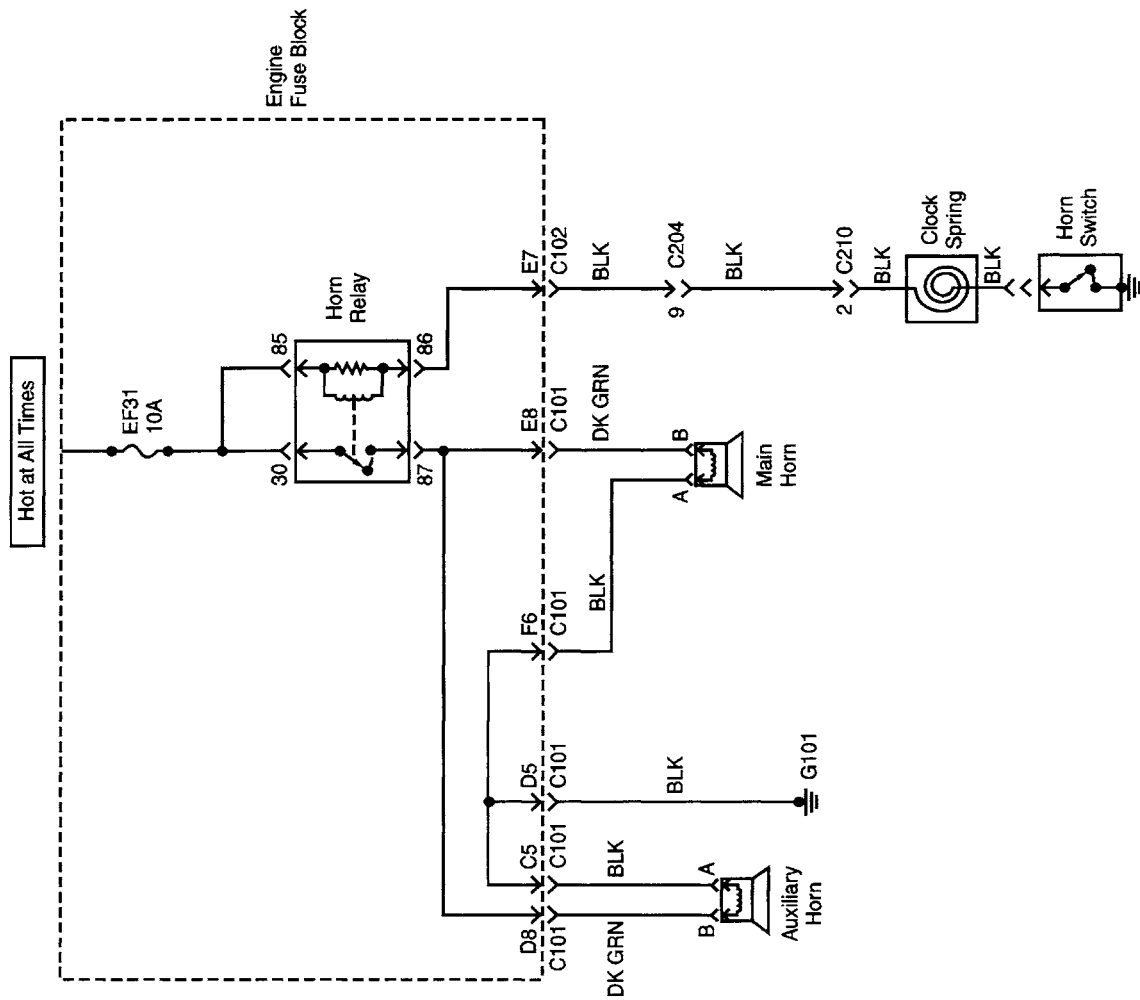 Hot at All Times
Engine
Fuse Block
EF31
10A
Horn
Relay
30
85
87
86
D8
C101
C5
C101
D5
C101
F6
C101
E8
C101
E7
C102
DK GRN
BLK
BLK
BLK
DK GRN
BLK
9
C204
BLK
2
C210
BLK
Clock
Spring
BLK
Horn
Switch
A
B
Main
Horn
G101
B
A
Auxiliary
Horn